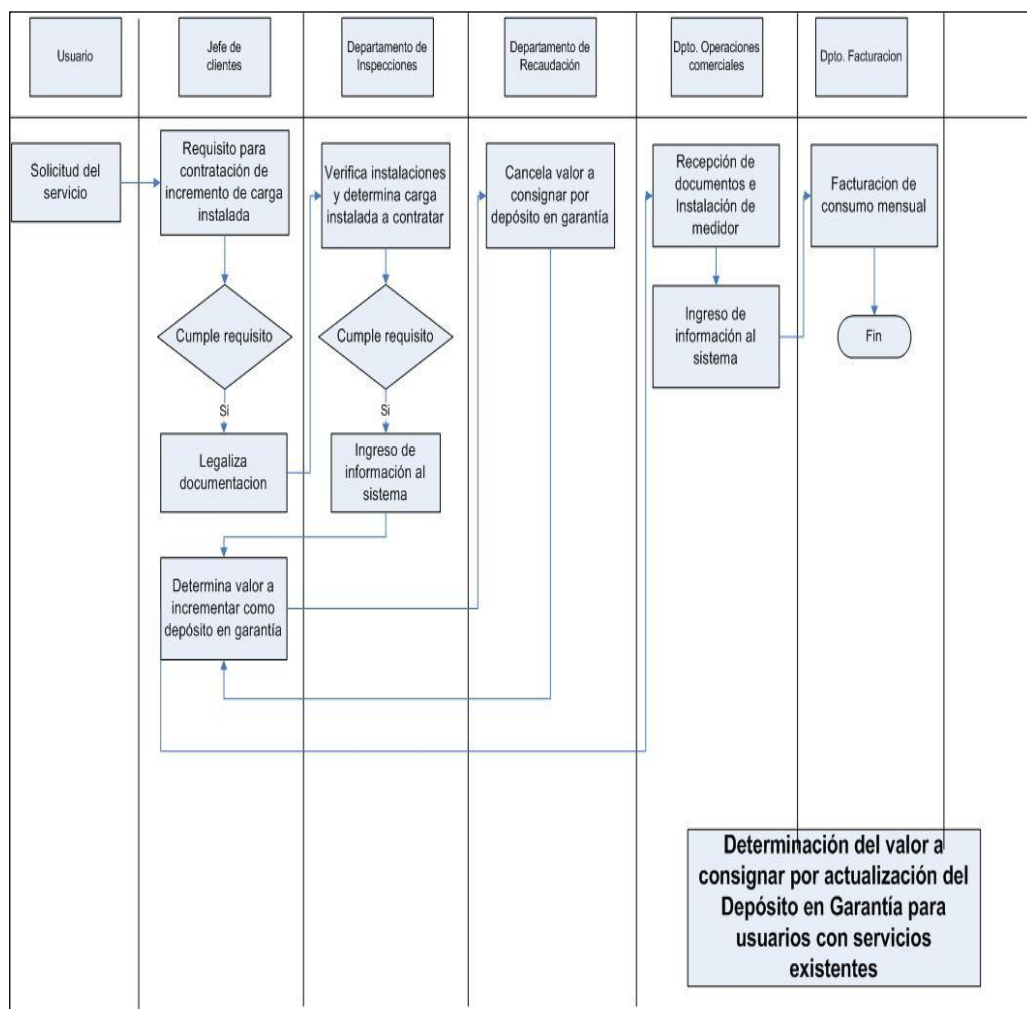 Usuario
Jefe de
clientes
Departamento de
Inspecciones
Departamento de
Recaudación
Dpto. Operaciones
comerciales
Dpto. Facturacion
Solicitud del
servicio
Requisito para
contratación de
incremento de carga
instalada
Cumple requisito
Si
Legaliza
documentacion
Determina valor a
incrementar como
depósito en garantía
Verifica instalaciones
y determina carga
instalada a contratar
Cumple requisito
Si
Ingreso de
información al
sistema
Cancela valor a
consignar por
depósito en garantía
Recepción de
documentos e
Instalación de
medidor
Ingreso de
información al
sistema
Facturacion de
consumo mensual
Fin
Determinación del valor a
consignar por actualización del
Depósito en Garantía para
usuarios con servicios
existentes